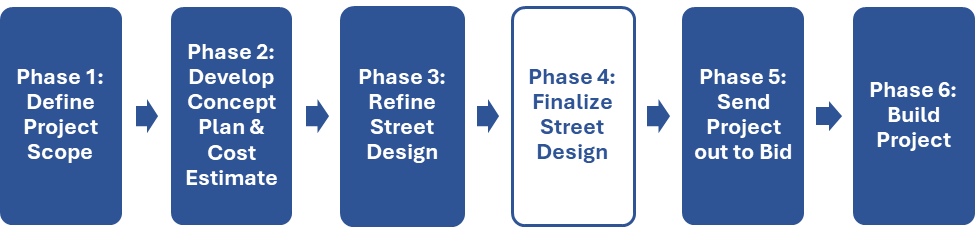 Phase 1:
Define
Project
Scope
Phase 2:
Develop
Concept
Plan &
Cost
Estimate
Phase 3:
Refine
Street
Design
Phase 4:
Finalize
Street
Design
Phase 5:
Send
Project
out to Bid
Phase 6:
Build
Project